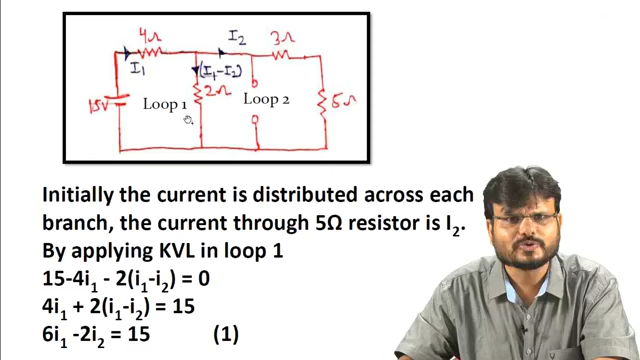 4Ω
I₂
3Ω
I₁
(I₁-I₂)
2Ω
15V
Loop 1
Loop 2
5Ω
Initially the current is distributed across each
branch, the current through 5Ω resistor is I₂.
By applying KVL in loop 1
15-4i₁ - 2(i₁-i₂) = 0
4i₁ + 2(i₁-i₂) = 15
6i₁ -2i₂ = 15 (1)